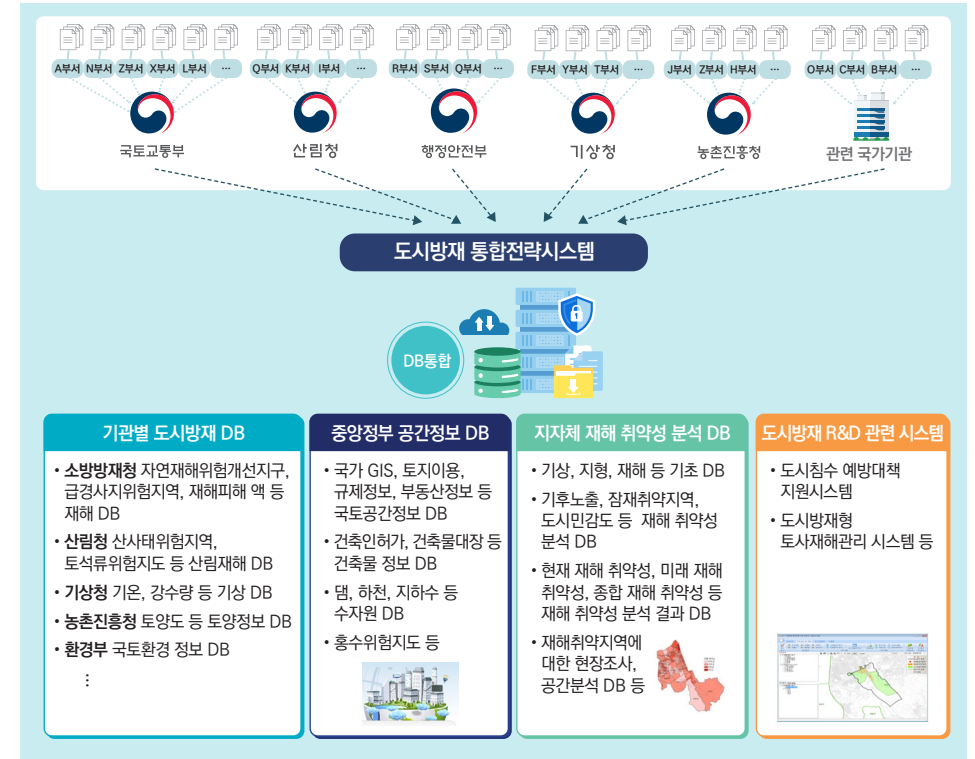 A부서 N부서 Z부서 X부서 L부서 ...
Q부서 K부서 I부서 ...
R부서 S부서 Q부서 ...
F부서 Y부서 T부서 ...
J부서 Z부서 H부서 ...
O부서 C부서 B부서 ...
국토교통부
산림청
행정안전부
기상청
농촌진흥청
관련 국가기관
도시방재 통합전략시스템
DB통합
기관별 도시방재 DB
• 소방방재청 자연재해위험개선지구,
급경사지위험지역, 재해피해 액 등
재해 DB
• 산림청 산사태위험지역,
토석류위험지도 등 산림재해 DB
• 기상청 기온, 강수량 등 기상 DB
• 농촌진흥청 토양도 등 토양정보 DB
• 환경부 국토환경 정보 DB
⋮
중앙정부 공간정보 DB
• 국가 GIS, 토지이용,
규제정보, 부동산정보 등
국토공간정보 DB
• 건축인허가, 건축물대장 등
건축물 정보 DB
• 댐, 하천, 지하수 등
수자원 DB
• 홍수위험지도 등
지자체 재해 취약성 분석 DB
• 기상, 지형, 재해 등 기초 DB
• 기후노출, 잠재취약지역,
도시민감도 등 재해 취약성
분석 DB
• 현재 재해 취약성, 미래 재해
취약성, 종합 재해 취약성 등
재해 취약성 분석 결과 DB
• 재해취약지역에
대한 현장조사,
공간분석 DB 등
도시방재 R&D 관련 시스템
• 도시침수 예방대책
지원시스템
• 도시방재형
토사재해관리 시스템 등